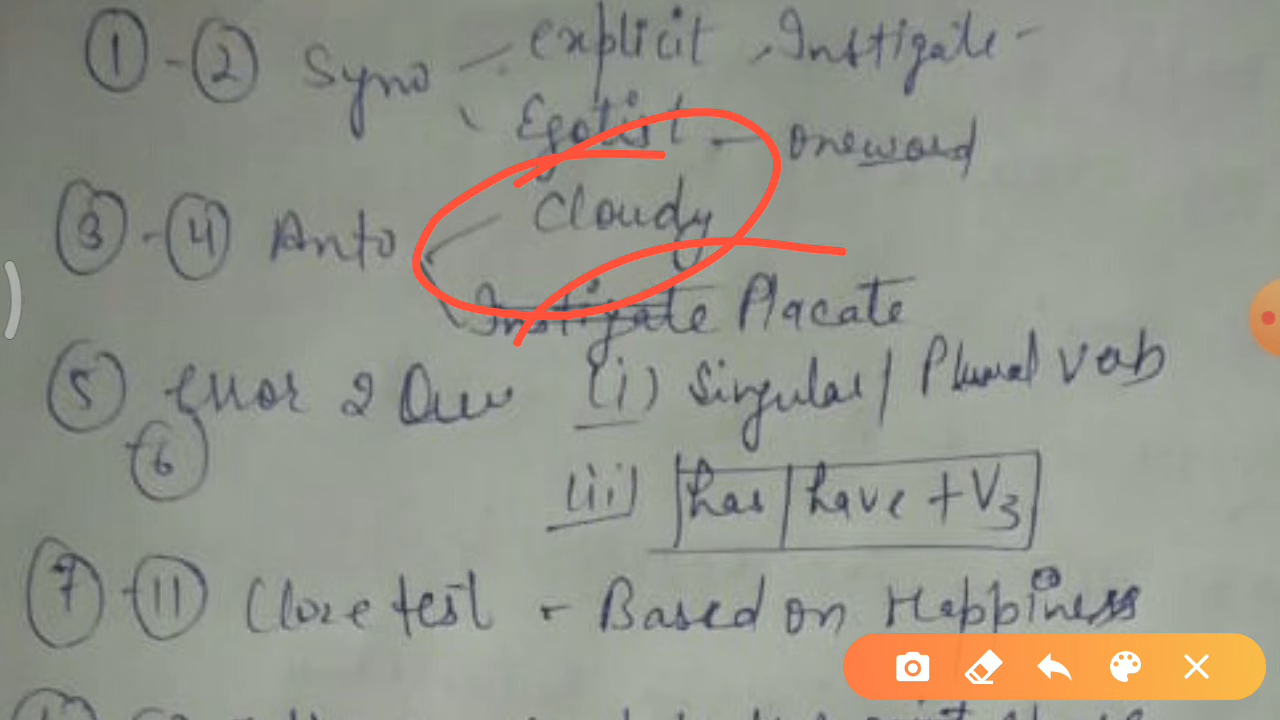 ①-② Syno - explicit, Instigate -
Egotist - oneword
③-④ Anto - Cloudy
Instigate Placate
⑤ Error 2 Que (i) Singular / Plural verb
⑥
(ii) has / have + V3
⑦-⑪ Cloze test - Based on Happiness